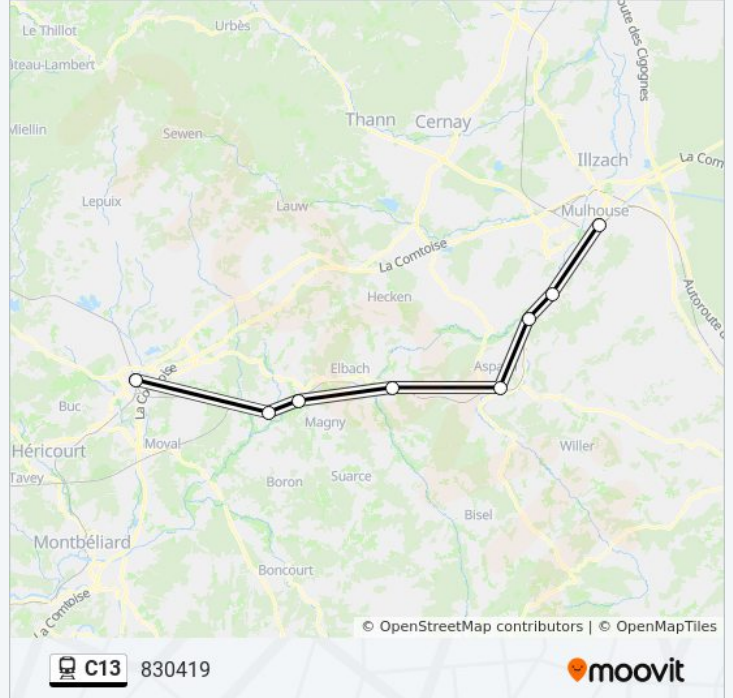 Le Thillot
Urbès
âteau-Lambert
oute des Cigognes
Miellin
Thann
Cernay
Sewen
Illzach
La Com
Lepuix
Lauw
Mulhouse
La Comtoise
Hecken
Autoroute d
Elbach
Aspa
La Comtoise
Buc
Magny
Héricourt
Moval
Willer
Tavey
Boron
Suarce
Bisel
Montbéliard
Boncourt
La Comtoise
© OpenStreetMap contributors | © OpenMapTiles
C13 830419
moovit